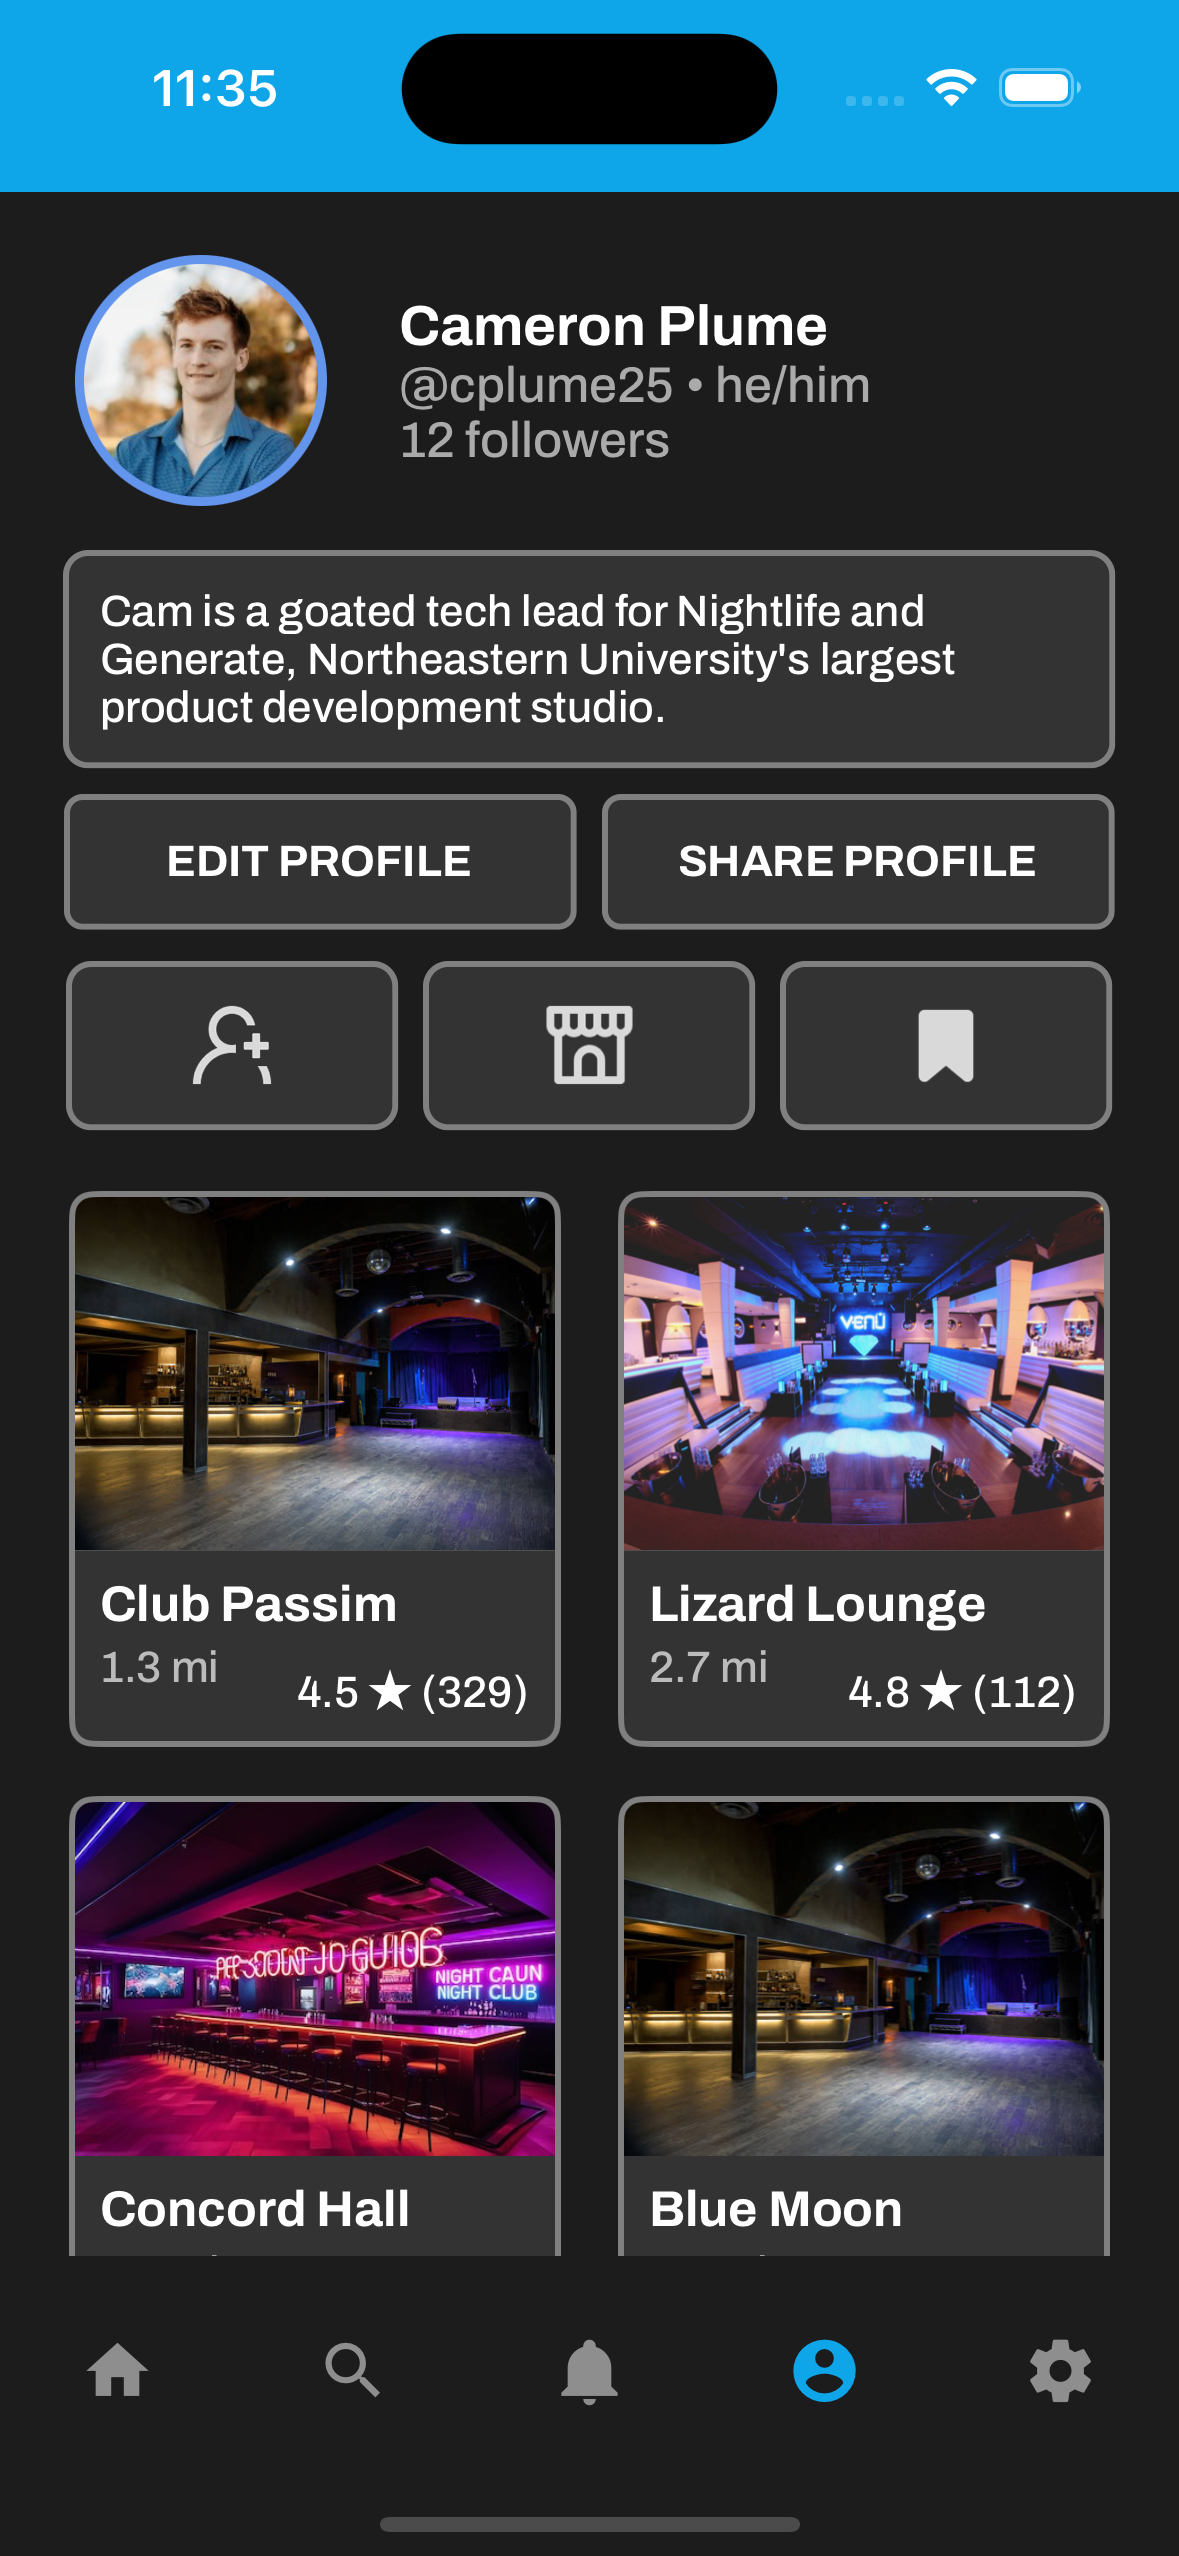 11:35
Cameron Plume
@cplume25 • he/him
12 followers
Cam is a goated tech lead for Nightlife and
Generate, Northeastern University's largest
product development studio.
EDIT PROFILE
SHARE PROFILE
VENÜ
Club Passim
1.3 mi
4.5 ★ (329)
Lizard Lounge
2.7 mi
4.8 ★ (112)
NIGHT CAUN
NIGHT CLUB
Concord Hall
Blue Moon